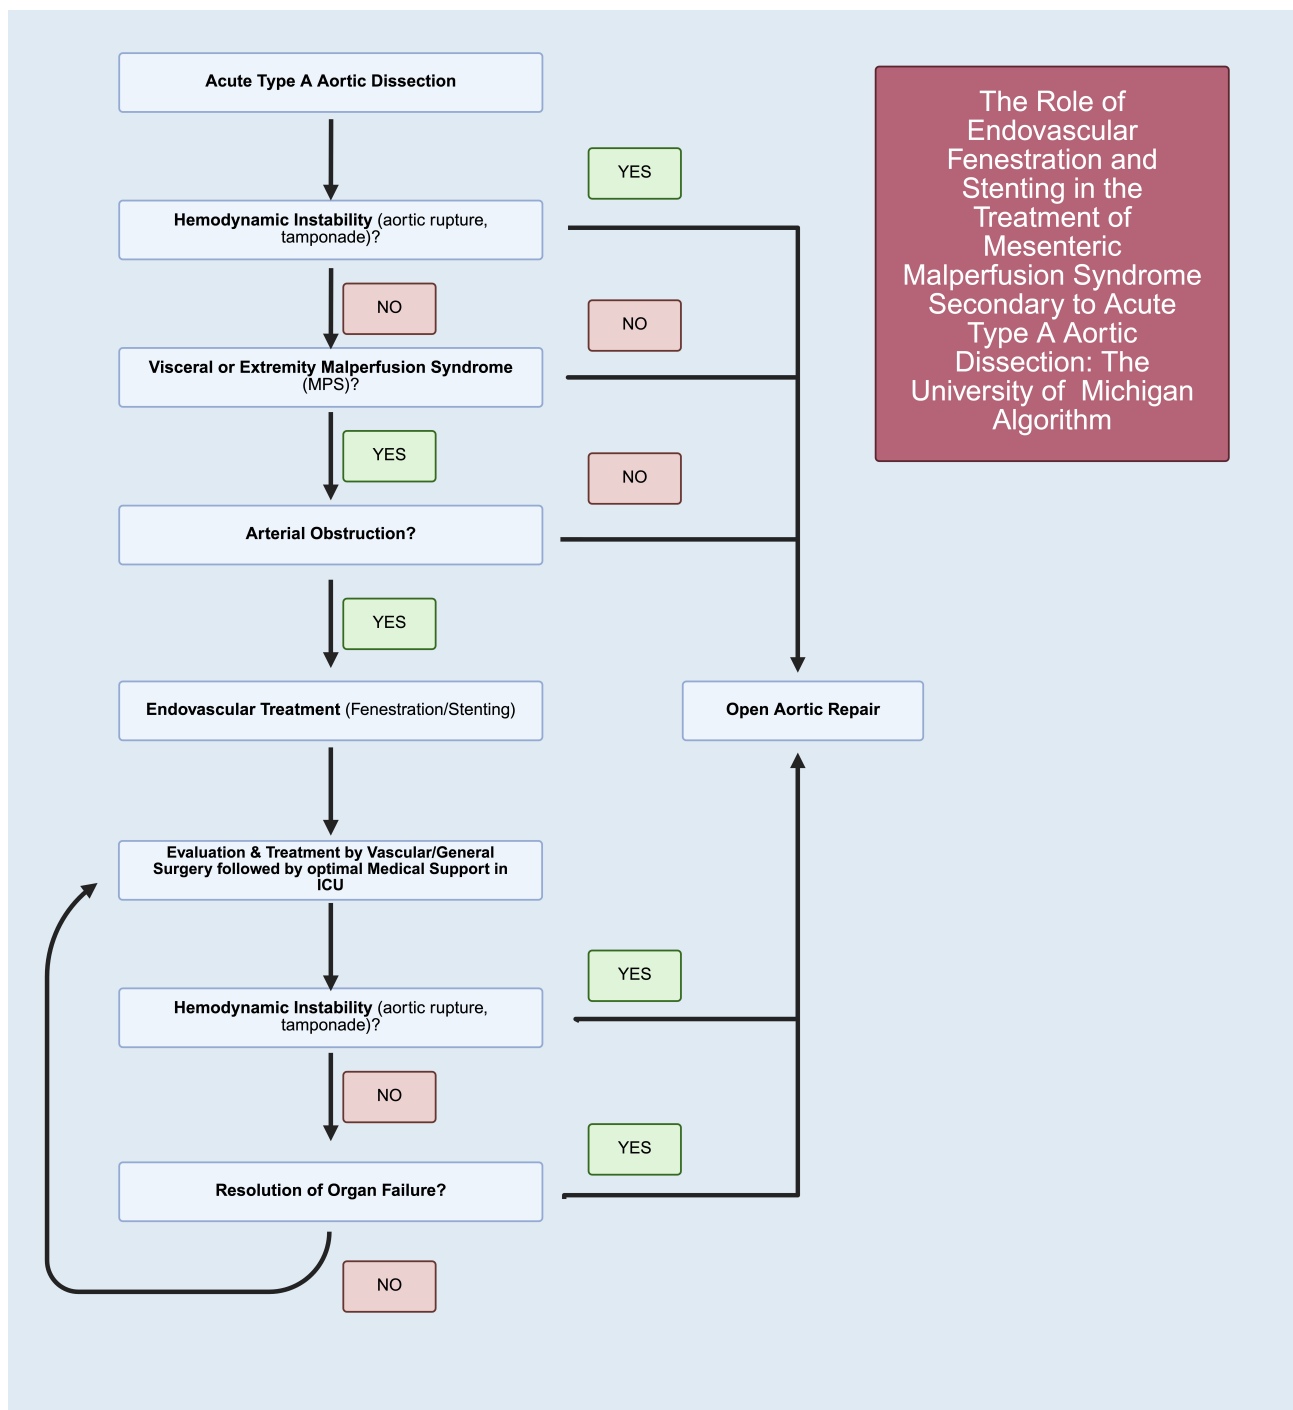 Acute Type A Aortic Dissection
The Role of
Endovascular
Fenestration and
Stenting in the
Treatment of
Mesenteric
Malperfusion Syndrome
Secondary to Acute
Type A Aortic
Dissection: The
University of  Michigan
Algorithm
YES
Hemodynamic Instability (aortic rupture,
tamponade)?
NO
NO
Visceral or Extremity Malperfusion Syndrome
(MPS)?
YES
NO
Arterial Obstruction?
YES
Endovascular Treatment (Fenestration/Stenting)
Open Aortic Repair
Evaluation & Treatment by Vascular/General
Surgery followed by optimal Medical Support in
ICU
YES
Hemodynamic Instability (aortic rupture,
tamponade)?
NO
YES
Resolution of Organ Failure?
NO